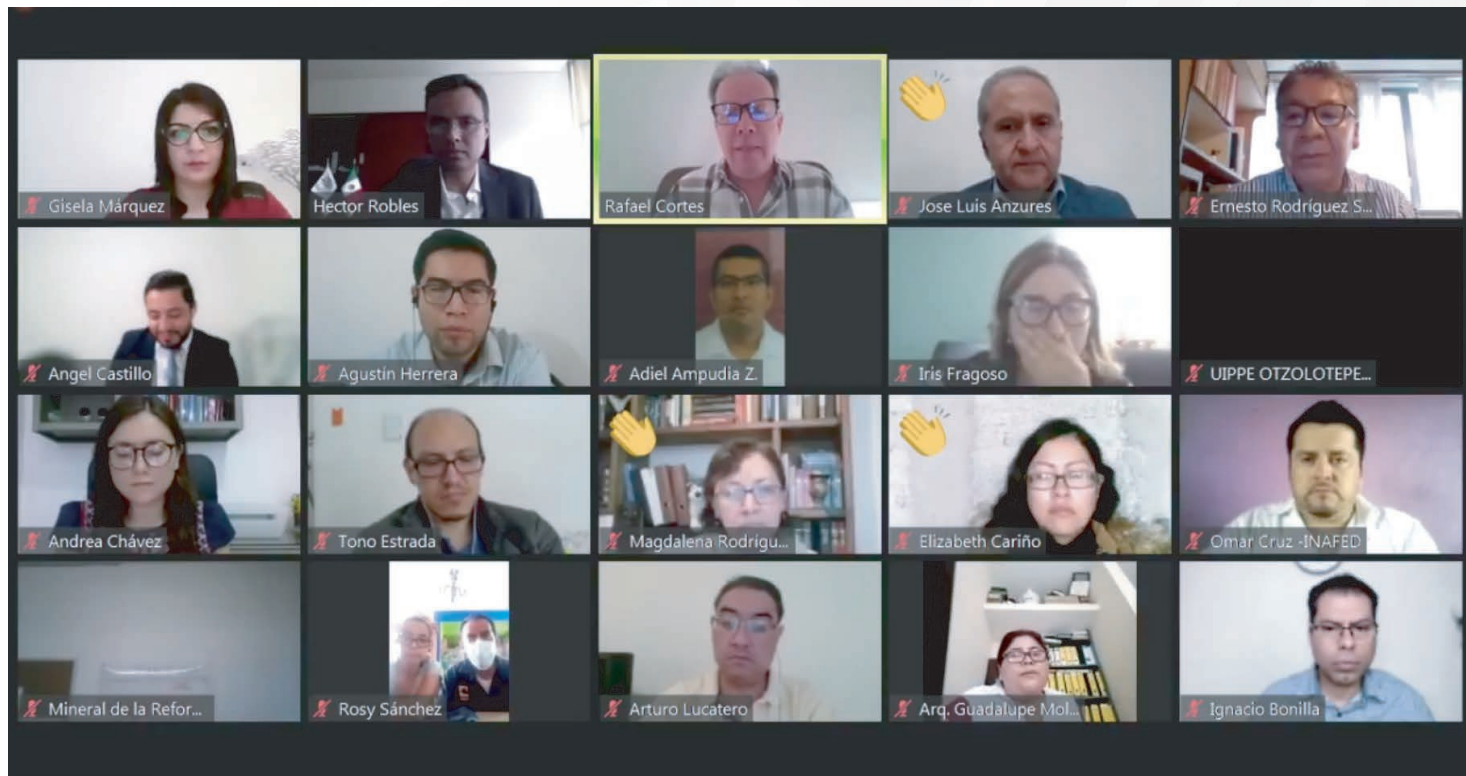 Gisela Márquez
Hector Robles
Rafael Cortes
Jose Luis Anzures
Ernesto Rodríguez S...
Angel Castillo
Agustín Herrera
Adiel Ampudia Z.
Iris Fragoso
UIPPE OTZOLOTEPE...
Andrea Chávez
Tono Estrada
Magdalena Rodrígu...
Elizabeth Cariño
Omar Cruz -INAFED
Mineral de la Refor...
Rosy Sánchez
Arturo Lucatero
Arq. Guadalupe Mol...
Ignacio Bonilla